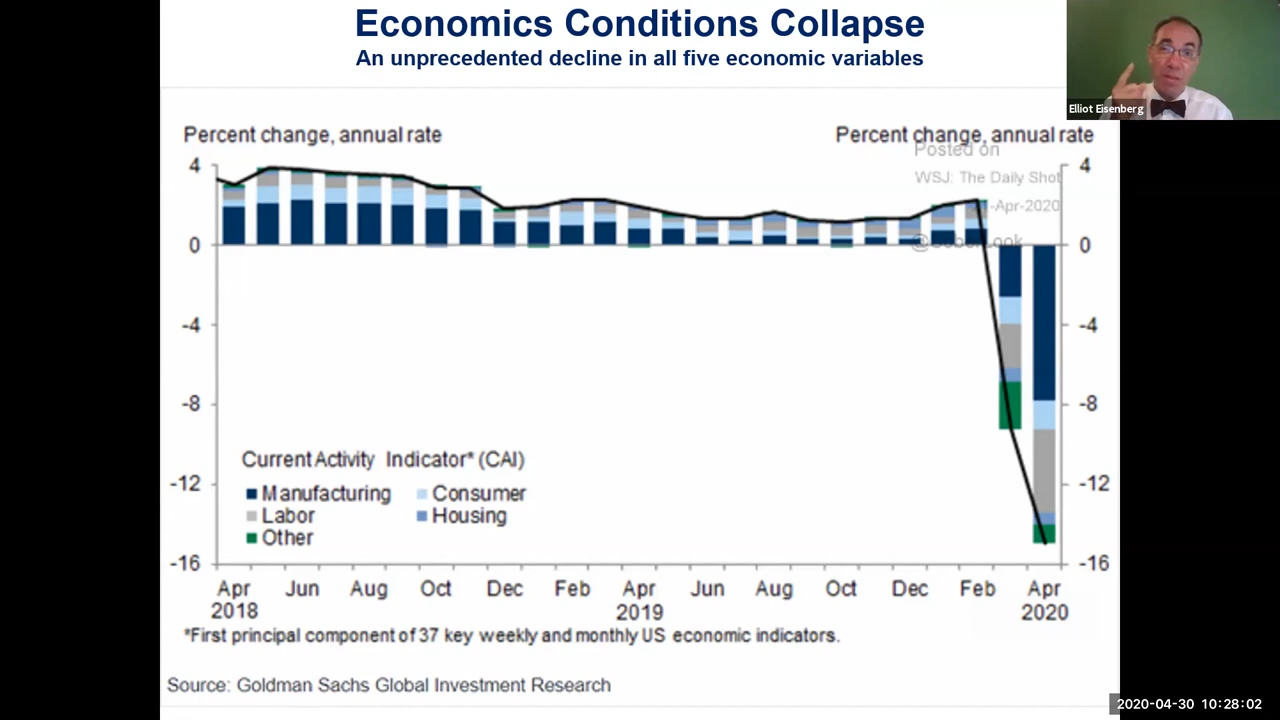 Economics Conditions Collapse
An unprecedented decline in all five economic variables
Elliot Eisenberg
Percent change, annual rate
Percent change, annual rate
Posted on
WSJ: The Daily Shot
-Apr-2020
@SoberLook
4
0
-4
-8
-12
-16
4
0
-4
-8
-12
-16
Current Activity Indicator* (CAI)
Manufacturing
Consumer
Labor
Housing
Other
Apr Jun Aug Oct Dec Feb Apr Jun Aug Oct Dec Feb Apr
2018 2019 2020
*First principal component of 37 key weekly and monthly US economic indicators.
Source: Goldman Sachs Global Investment Research
2020-04-30 10:28:02